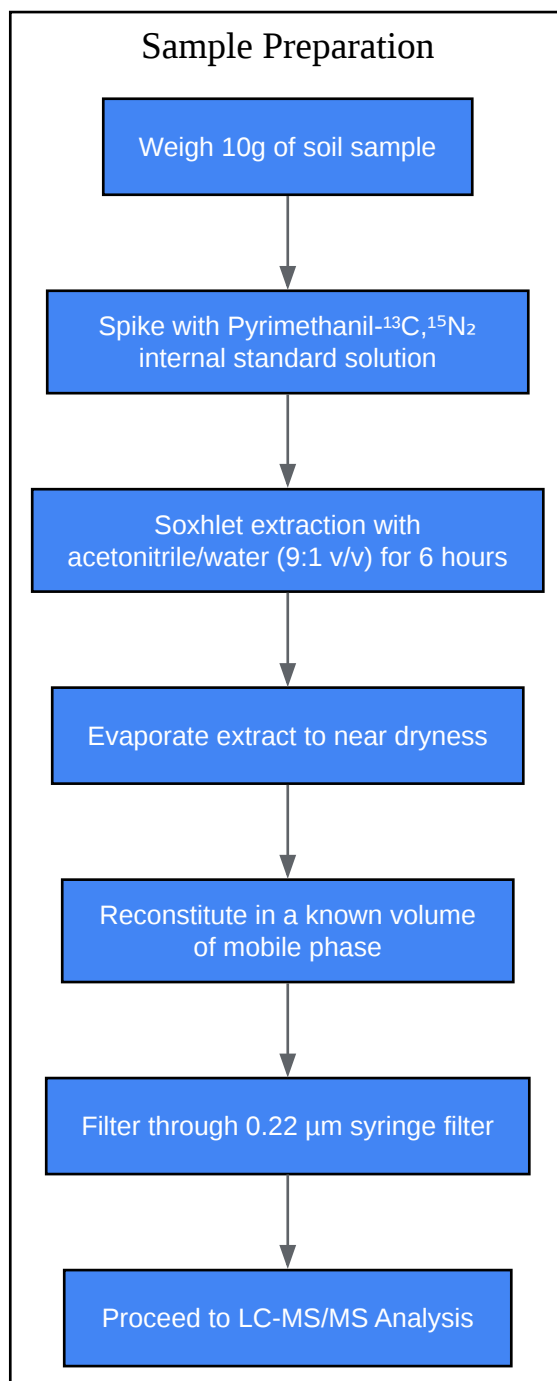 Sample Preparation
Weigh 10g of soil sample
Spike with Pyrimethanil-¹³C,¹⁵N₂
internal standard solution
Soxhlet extraction with
acetonitrile/water (9:1 v/v) for 6 hours
Evaporate extract to near dryness
Reconstitute in a known volume
of mobile phase
Filter through 0.22 µm syringe filter
Proceed to LC-MS/MS Analysis